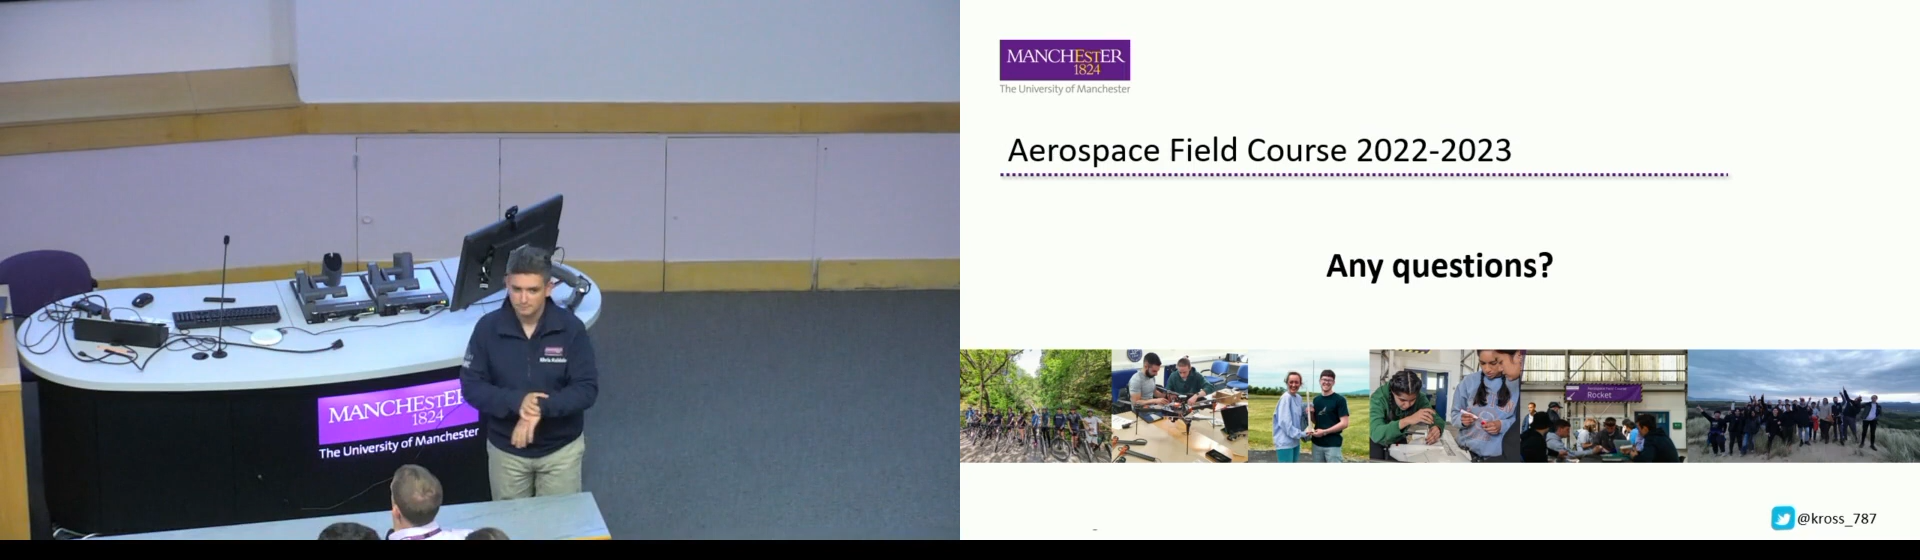 MANCHESTER
1824
The University of Manchester
MANCHESTER
1824
The University of Manchester
Aerospace Field Course 2022-2023
Any questions?
Rocket
@kross_787